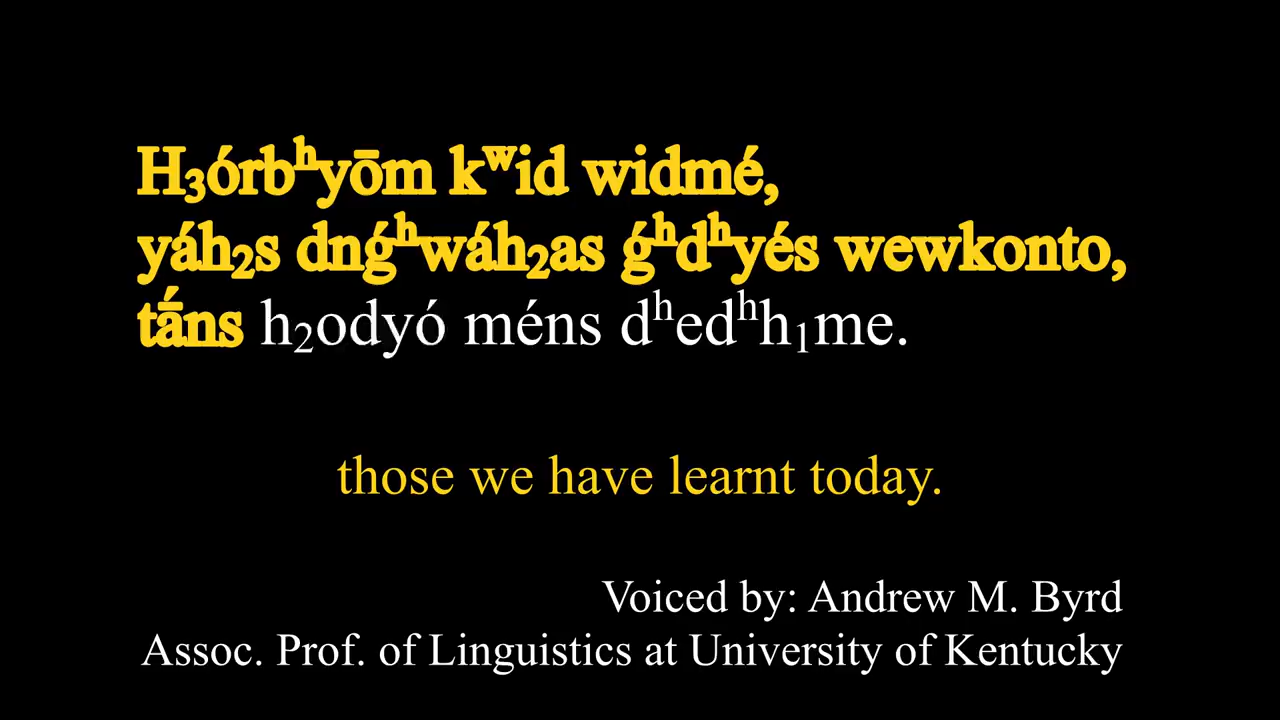 H₃órbʰyōm kʷid widmé,
yáh₂s dnǵʰwáh₂as ǵʰdʰyés wewkonto,
tā́ns h₂odyó méns dʰedʰh₁me.
those we have learnt today.
Voiced by: Andrew M. Byrd
Assoc. Prof. of Linguistics at University of Kentucky